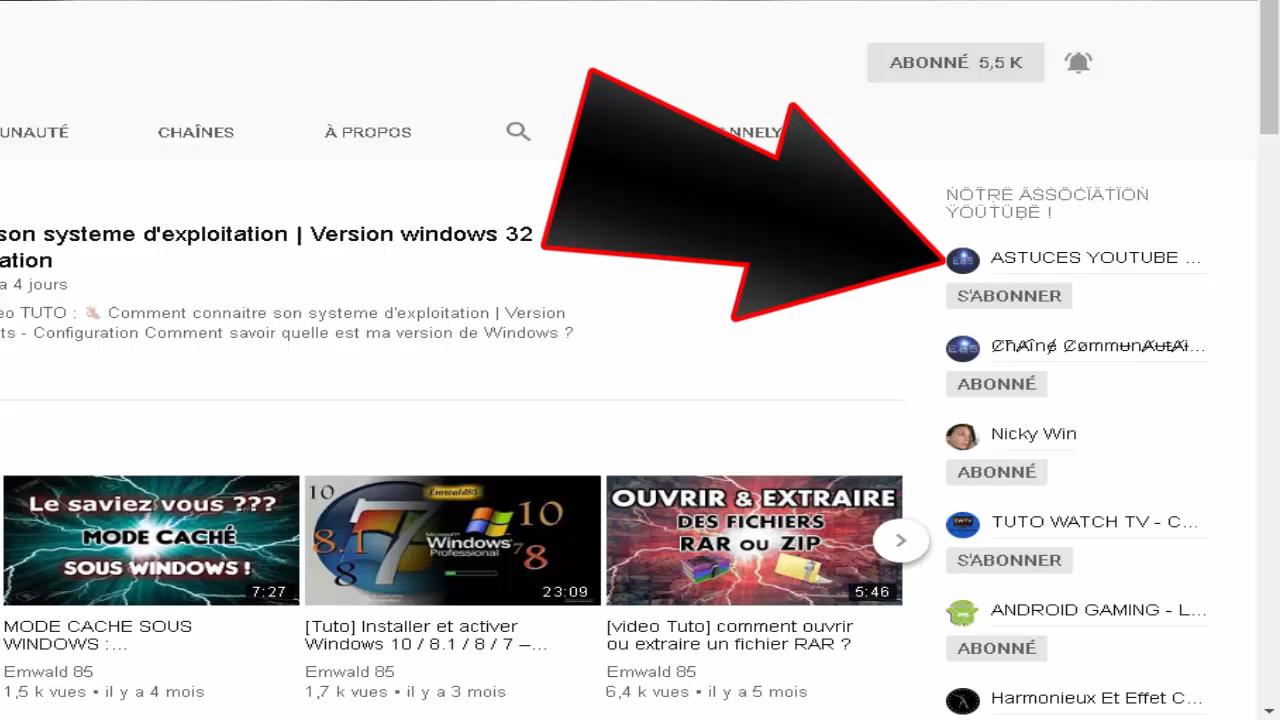 ABONNÉ 5,5 K
UNAUTÉ CHAÎNES À PROPOS NNELY
son systeme d'exploitation | Version windows 32
ation
a 4 jours
eo TUTO : Comment connaitre son systeme d'exploitation | Version
ts - Configuration Comment savoir quelle est ma version de Windows ?
ÑÖTRË ÄSSÖCÏÄTÏÖN
ŸÖÜTÜBË !
ASTUCES YOUTUBE ...
S'ABONNER
ABONNÉ
Nicky Win
ABONNÉ
TUTO WATCH TV - C...
S'ABONNER
ANDROID GAMING - L...
ABONNÉ
Harmonieux Et Effet C...
Le saviez vous ???
MODE CACHÉ
SOUS WINDOWS !
7:27
MODE CACHE SOUS
WINDOWS :...
Emwald 85
1,5 k vues • il y a 4 mois
10
Emwald85
7
10
8.1
Microsoft
Windows
Professional
7
8
8
23:09
[Tuto] Installer et activer
Windows 10 / 8.1 / 8 / 7 –...
Emwald 85
1,7 k vues • il y a 3 mois
OUVRIR & EXTRAIRE
DES FICHIERS
RAR OU ZIP
5:46
[video Tuto] comment ouvrir
ou extraire un fichier RAR ?
Emwald 85
6,4 k vues • il y a 5 mois